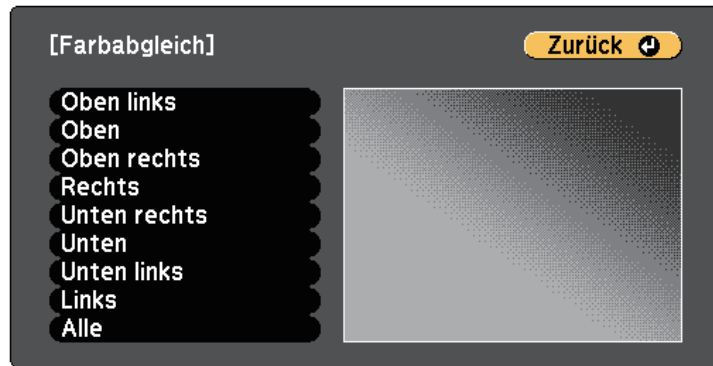 [Farbabgleich]
Zurück
Oben links
Oben
Oben rechts
Rechts
Unten rechts
Unten
Unten links
Links
Alle